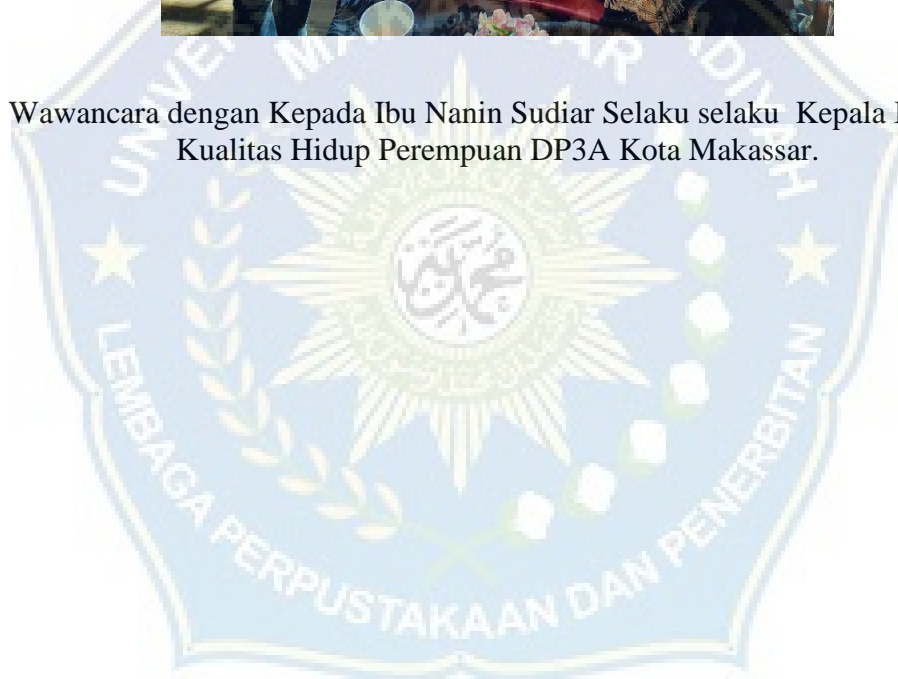 Wawancara dengan Kepada Ibu Nanin Sudiar Selaku selaku Kepala
Kualitas Hidup Perempuan DP3A Kota Makassar.
LEMBAGA PERPUSTAKAAN DAN PENERBITAN